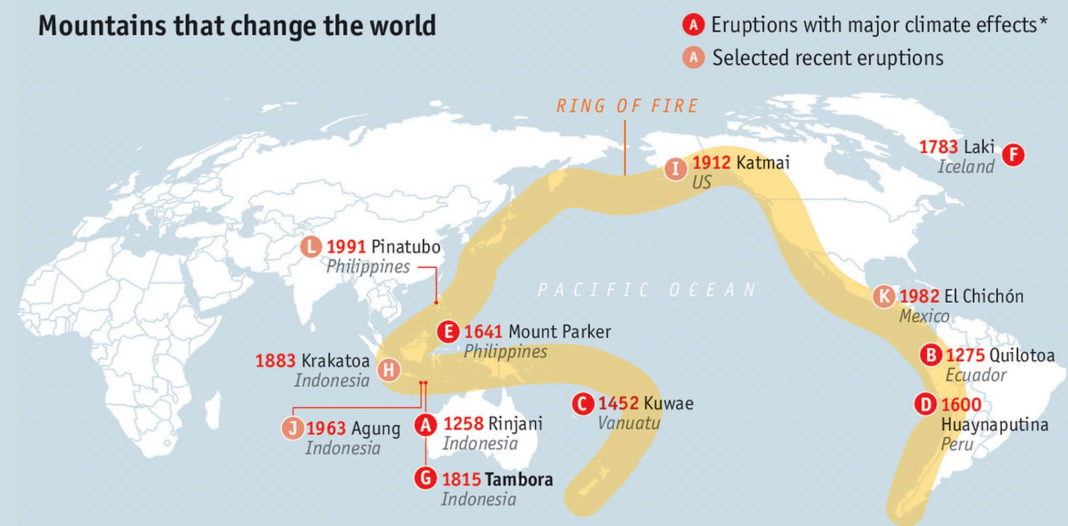 Mountains that change the world
A Eruptions with major climate effects*
A Selected recent eruptions
RING OF FIRE
F
1783 Laki
Iceland
I
1912 Katmai
US
L
1991 Pinatubo
Philippines
PACIFIC OCEAN
K
1982 El Chichón
Mexico
E
1641 Mount Parker
Philippines
H
1883 Krakatoa
Indonesia
B
1275 Quilotoa
Ecuador
J
1963 Agung
Indonesia
A
1258 Rinjani
Indonesia
C
1452 Kuwae
Vanuatu
D
1600
Huaynaputina
Peru
G
1815 Tambora
Indonesia